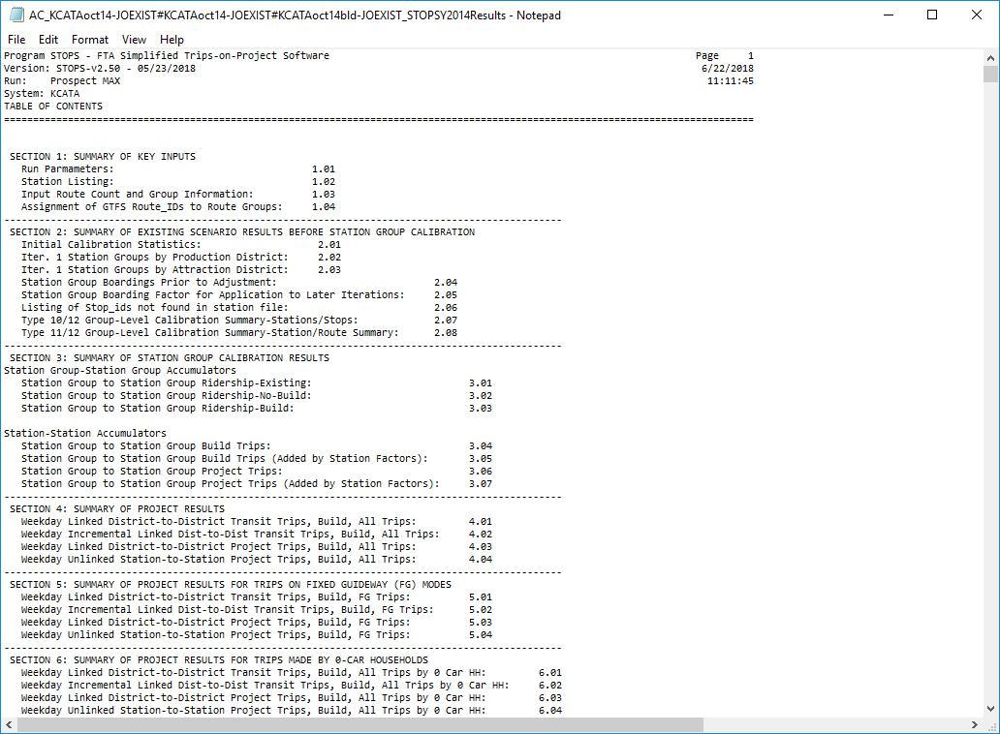 AC_KCATAoct14-JOEXIST#KCATAoct14-JOEXIST#KCATAoct14bld-JOEXIST_STOPSY2014Results - Notepad
File Edit Format View Help
Program STOPS - FTA Simplified Trips-on-Project Software Page 1
Version: STOPS-v2.50 - 05/23/2018 6/22/2018
Run: Prospect MAX 11:11:45
System: KCATA
TABLE OF CONTENTS
=================================================================================================================================
SECTION 1: SUMMARY OF KEY INPUTS
Run Parmameters: 1.01
Station Listing: 1.02
Input Route Count and Group Information: 1.03
Assignment of GTFS Route_IDs to Route Groups: 1.04
------------------------------------------------------------------------------------------------
SECTION 2: SUMMARY OF EXISTING SCENARIO RESULTS BEFORE STATION GROUP CALIBRATION
Initial Calibration Statistics: 2.01
Iter. 1 Station Groups by Production District: 2.02
Iter. 1 Station Groups by Attraction District: 2.03
Station Group Boardings Prior to Adjustment: 2.04
Station Group Boarding Factor for Application to Later Iterations: 2.05
Listing of Stop_ids not found in station file: 2.06
Type 10/12 Group-Level Calibration Summary-Stations/Stops: 2.07
Type 11/12 Group-Level Calibration Summary-Station/Route Summary: 2.08
------------------------------------------------------------------------------------------------
SECTION 3: SUMMARY OF STATION GROUP CALIBRATION RESULTS
Station Group-Station Group Accumulators
Station Group to Station Group Ridership-Existing: 3.01
Station Group to Station Group Ridership-No-Build: 3.02
Station Group to Station Group Ridership-Build: 3.03
Station-Station Accumulators
Station Group to Station Group Build Trips: 3.04
Station Group to Station Group Build Trips (Added by Station Factors): 3.05
Station Group to Station Group Project Trips: 3.06
Station Group to Station Group Project Trips (Added by Station Factors): 3.07
------------------------------------------------------------------------------------------------
SECTION 4: SUMMARY OF PROJECT RESULTS
Weekday Linked District-to-District Transit Trips, Build, All Trips: 4.01
Weekday Incremental Linked Dist-to-Dist Transit Trips, Build, All Trips: 4.02
Weekday Linked District-to-District Project Trips, Build, All Trips: 4.03
Weekday Unlinked Station-to-Station Project Trips, Build, All Trips: 4.04
------------------------------------------------------------------------------------------------
SECTION 5: SUMMARY OF PROJECT RESULTS FOR TRIPS ON FIXED GUIDEWAY (FG) MODES
Weekday Linked District-to-District Transit Trips, Build, FG Trips: 5.01
Weekday Incremental Linked Dist-to-Dist Transit Trips, Build, FG Trips: 5.02
Weekday Linked District-to-District Project Trips, Build, FG Trips: 5.03
Weekday Unlinked Station-to-Station Project Trips, Build, FG Trips: 5.04
------------------------------------------------------------------------------------------------
SECTION 6: SUMMARY OF PROJECT RESULTS FOR TRIPS MADE BY 0-CAR HOUSEHOLDS
Weekday Linked District-to-District Transit Trips, Build, All Trips by 0 Car HH: 6.01
Weekday Incremental Linked Dist-to-Dist Transit Trips, Build, All Trips by 0 Car HH: 6.02
Weekday Linked District-to-District Project Trips, Build, All Trips by 0 Car HH: 6.03
Weekday Unlinked Station-to-Station Project Trips, Build, All Trips by 0 Car HH: 6.04